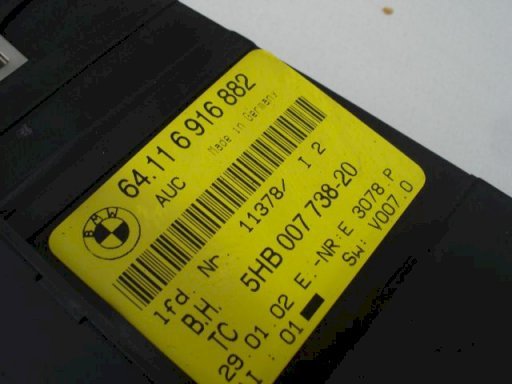 BMW
64.11 6 916 882
AUC Made in Germany
lfd. Nr. 11378/ I 2
B.H. 5HB 007 738-20
TC
29.01.02 E.-NR:E 3078 P
: 01 SW: V007.0